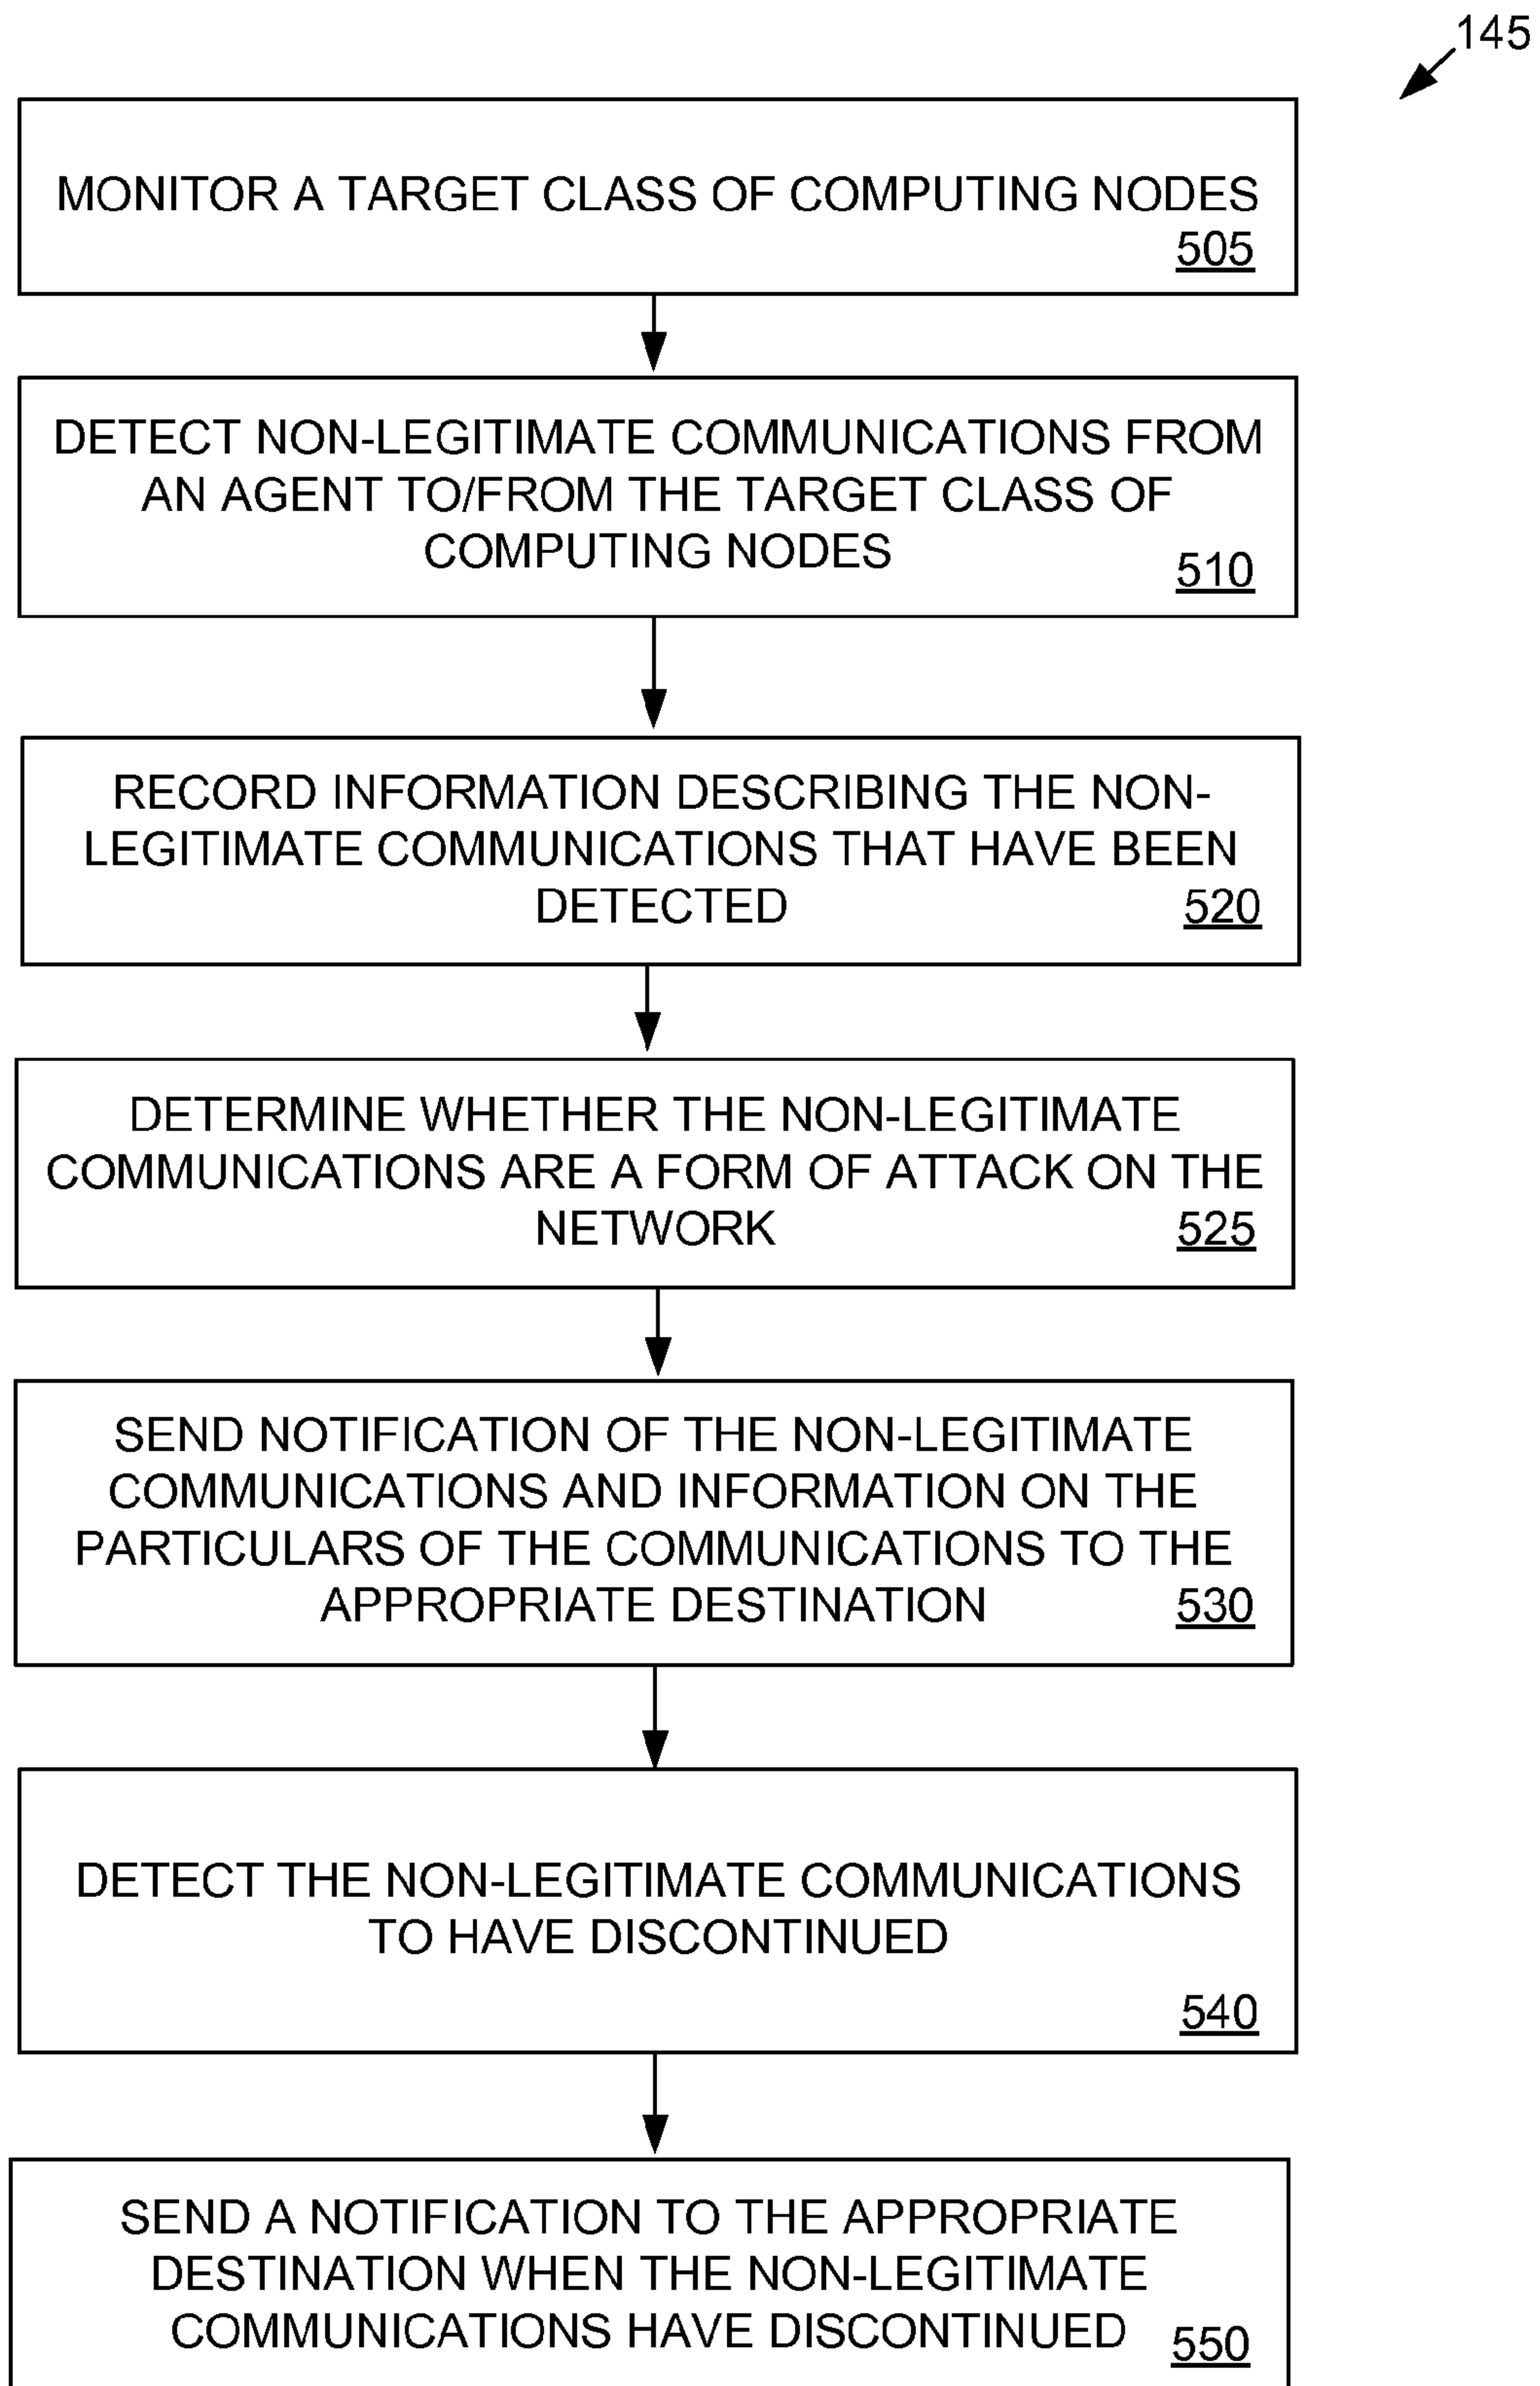 145
MONITOR A TARGET CLASS OF COMPUTING NODES
505
DETECT NON-LEGITIMATE COMMUNICATIONS FROM
AN AGENT TO/FROM THE TARGET CLASS OF
COMPUTING NODES
510
RECORD INFORMATION DESCRIBING THE NON-
LEGITIMATE COMMUNICATIONS THAT HAVE BEEN
DETECTED
520
DETERMINE WHETHER THE NON-LEGITIMATE
COMMUNICATIONS ARE A FORM OF ATTACK ON THE
NETWORK
525
SEND NOTIFICATION OF THE NON-LEGITIMATE
COMMUNICATIONS AND INFORMATION ON THE
PARTICULARS OF THE COMMUNICATIONS TO THE
APPROPRIATE DESTINATION
530
DETECT THE NON-LEGITIMATE COMMUNICATIONS
TO HAVE DISCONTINUED
540
SEND A NOTIFICATION TO THE APPROPRIATE
DESTINATION WHEN THE NON-LEGITIMATE
COMMUNICATIONS HAVE DISCONTINUED
550